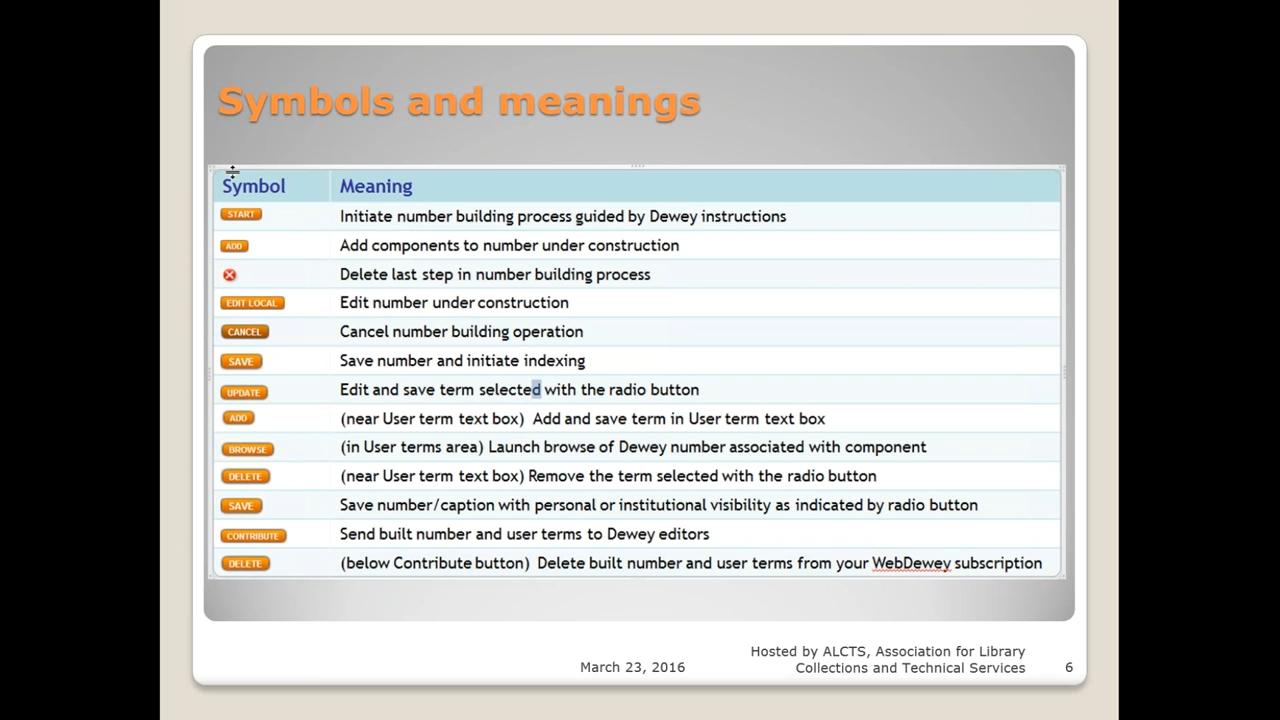 Symbols and meanings
Symbol Meaning
START Initiate number building process guided by Dewey instructions
ADD Add components to number under construction
Delete last step in number building process
EDIT LOCAL Edit number under construction
CANCEL Cancel number building operation
SAVE Save number and initiate indexing
UPDATE Edit and save term selected with the radio button
ADD (near User term text box) Add and save term in User term text box
BROWSE (in User terms area) Launch browse of Dewey number associated with component
DELETE (near User term text box) Remove the term selected with the radio button
SAVE Save number/caption with personal or institutional visibility as indicated by radio button
CONTRIBUTE Send built number and user terms to Dewey editors
DELETE (below Contribute button) Delete built number and user terms from your WebDewey subscription
March 23, 2016
Hosted by ALCTS, Association for Library
Collections and Technical Services
6